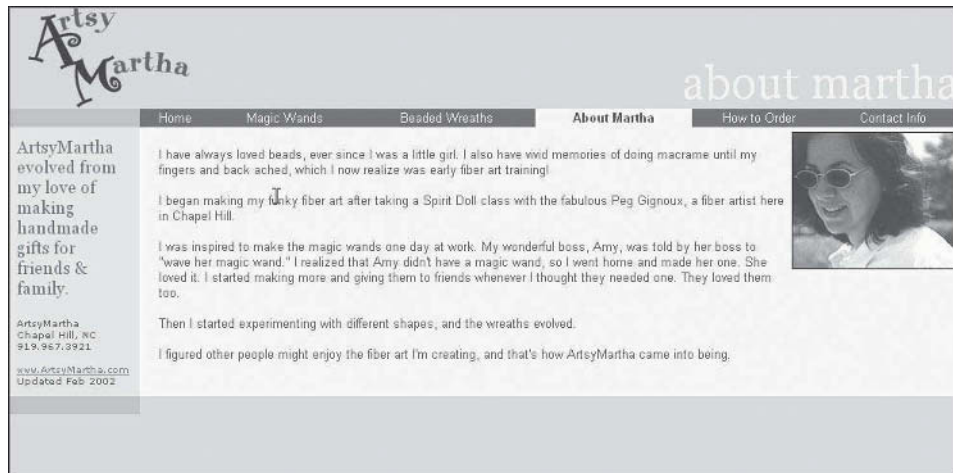 Artsy
Martha
about martha
Home Magic Wands Beaded Wreaths About Martha How to Order Contact Info
ArtsyMartha
evolved from
my love of
making
handmade
gifts for
friends &
family.
ArtsyMartha
Chapel Hill, NC
919.967.3921
www.ArtsyMartha.com
Updated Feb 2002
I have always loved beads, ever since I was a little girl. I also have vivid memories of doing macrame until my
fingers and back ached, which I now realize was early fiber art training!
I began making my funky fiber art after taking a Spirit Doll class with the fabulous Peg Gignoux, a fiber artist here
in Chapel Hill.
I was inspired to make the magic wands one day at work. My wonderful boss, Amy, was told by her boss to
"wave her magic wand." I realized that Amy didn't have a magic wand, so I went home and made her one. She
loved it. I started making more and giving them to friends whenever I thought they needed one. They loved them
too.
Then I started experimenting with different shapes, and the wreaths evolved.
I figured other people might enjoy the fiber art I'm creating, and that's how ArtsyMartha came into being.